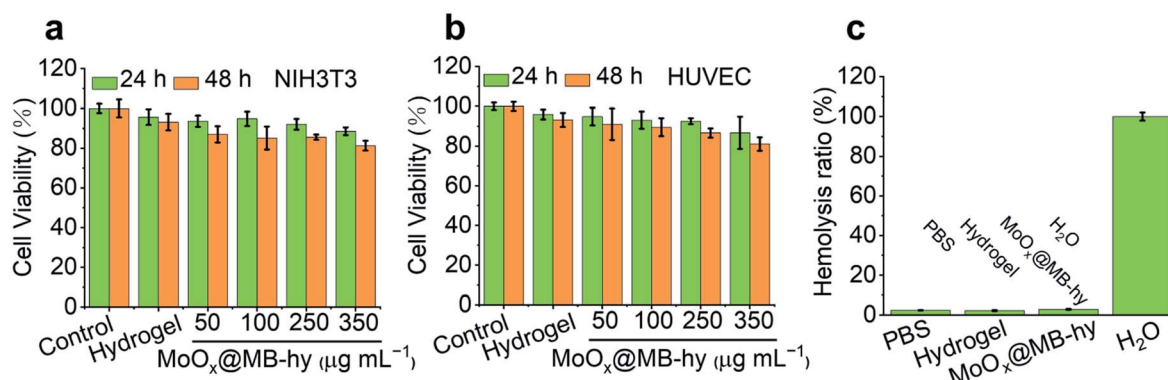 a
24 h 48 h NIH3T3
Cell Viability (%)
120
100
80
60
40
20
0
Control
Hydrogel
50 100 250 350
MoOₓ@MB-hy (μg mL⁻¹)
b
24 h 48 h HUVEC
Cell Viability (%)
120
100
80
60
40
20
0
Control
Hydrogel
50 100 250 350
MoOₓ@MB-hy (μg mL⁻¹)
c
Hemolysis ratio (%)
120
100
80
60
40
20
0
PBS
Hydrogel
MoOₓ@MB-hy
H₂O
PBS
Hydrogel
MoOₓ@MB-hy
H₂O